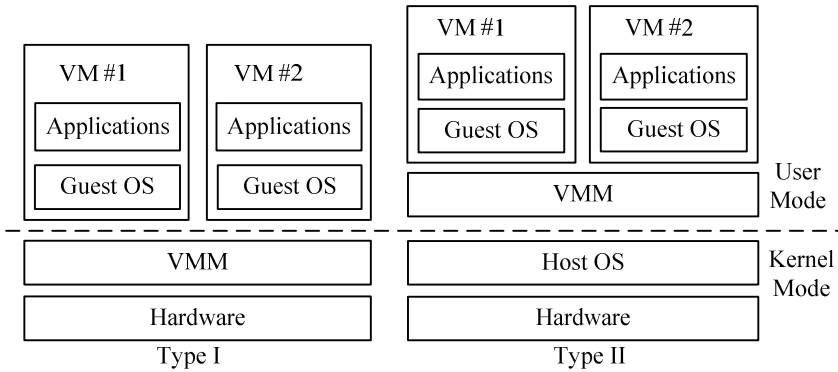 VM #1
VM #2
Applications
Applications
Guest OS
Guest OS
VMM
Hardware
Type I
VM #1
VM #2
Applications
Applications
Guest OS
Guest OS
VMM
Host OS
Hardware
Type II
User
Mode
Kernel
Mode